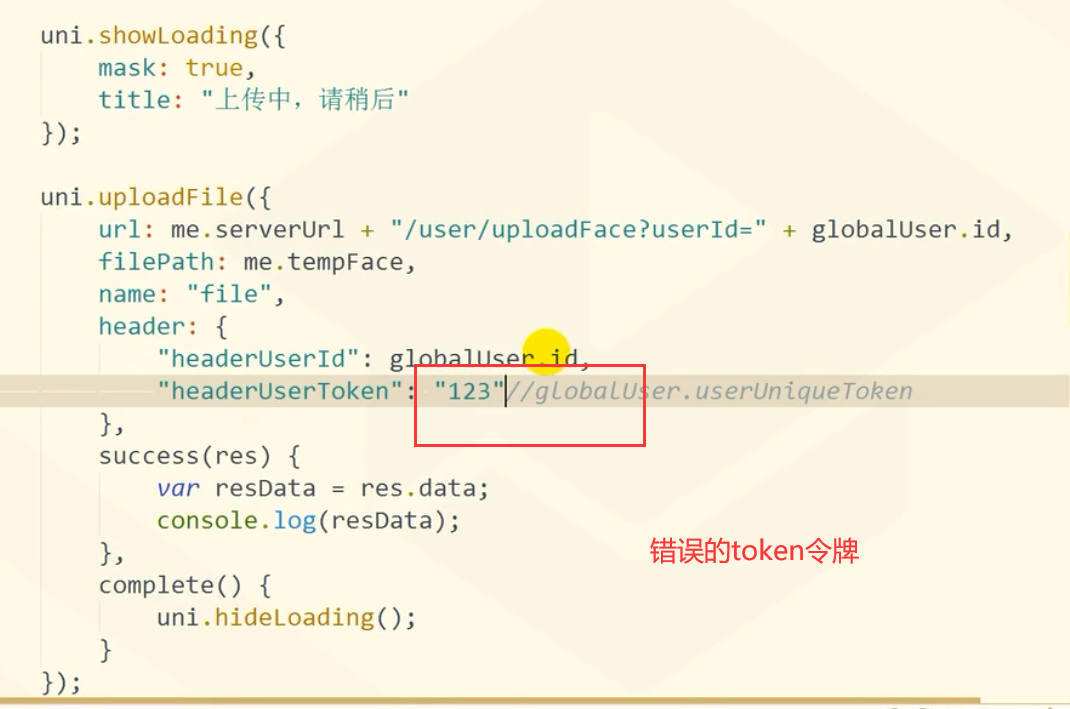 uni.showLoading({
mask: true,
title: "上传中，请稍后"
});
uni.uploadFile({
url: me.serverUrl + "/user/uploadFace?userId=" + globalUser.id,
filePath: me.tempFace,
name: "file",
header: {
"headerUserId": globalUser.id,
"headerUserToken": "123"//globalUser.userUniqueToken
},
success(res) {
var resData = res.data;
console.log(resData);
},
错误的token令牌
complete() {
uni.hideLoading();
}
});